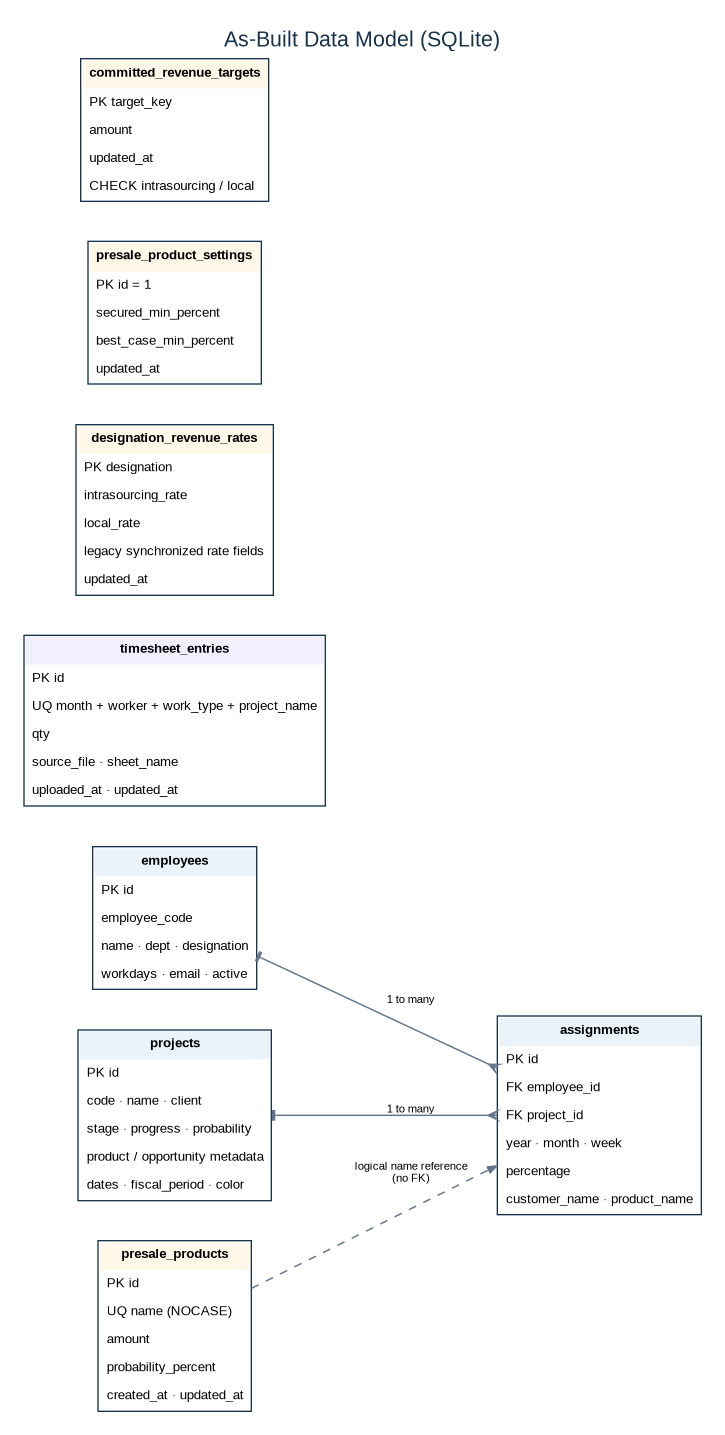 As-Built Data Model (SQLite)
committed_revenue_targets
PK target_key
amount
updated_at
CHECK intrasourcing / local
presale_product_settings
PK id = 1
secured_min_percent
best_case_min_percent
updated_at
designation_revenue_rates
PK designation
intrasourcing_rate
local_rate
legacy synchronized rate fields
updated_at
timesheet_entries
PK id
UQ month + worker + work_type + project_name
qty
source_file · sheet_name
uploaded_at · updated_at
employees
PK id
employee_code
name · dept · designation
workdays · email · active
1 to many
projects
PK id
code · name · client
stage · progress · probability
product / opportunity metadata
dates · fiscal_period · color
1 to many
logical name reference
(no FK)
assignments
PK id
FK employee_id
FK project_id
year · month · week
percentage
customer_name · product_name
presale_products
PK id
UQ name (NOCASE)
amount
probability_percent
created_at · updated_at